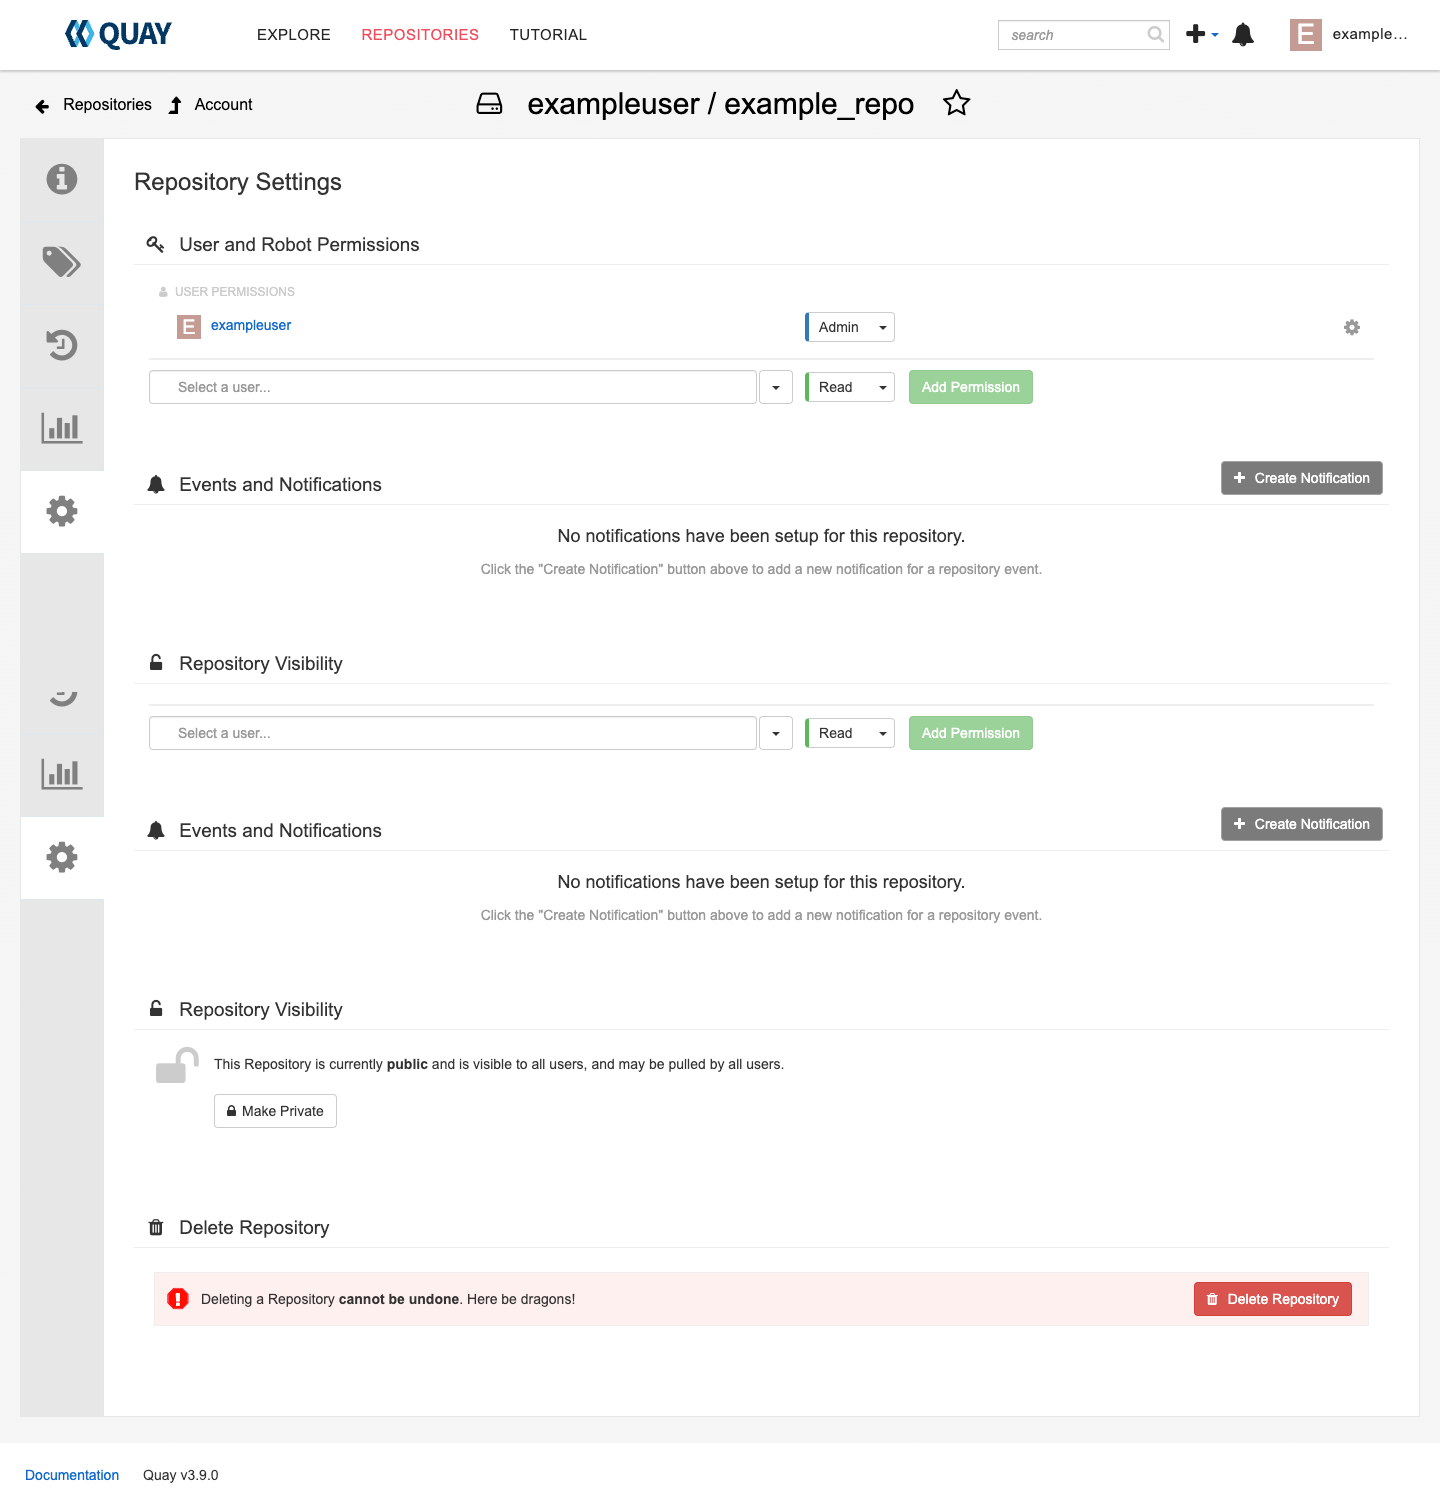 QUAY EXPLORE REPOSITORIES TUTORIAL search E example...
Repositories Account exampleuser / example_repo
Repository Settings
User and Robot Permissions
USER PERMISSIONS
E exampleuser Admin
Select a user... Read Add Permission
Events and Notifications Create Notification
No notifications have been setup for this repository.
Click the "Create Notification" button above to add a new notification for a repository event.
Repository Visibility
Select a user... Read Add Permission
Events and Notifications Create Notification
No notifications have been setup for this repository.
Click the "Create Notification" button above to add a new notification for a repository event.
Repository Visibility
This Repository is currently public and is visible to all users, and may be pulled by all users.
Make Private
Delete Repository
Deleting a Repository cannot be undone. Here be dragons! Delete Repository
Documentation Quay v3.9.0